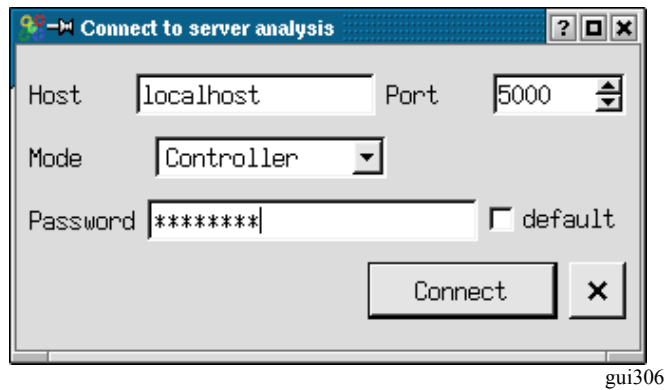 Connect to server analysis
Host localhost Port 5000
Mode Controller
Password ******** default
Connect
gui306